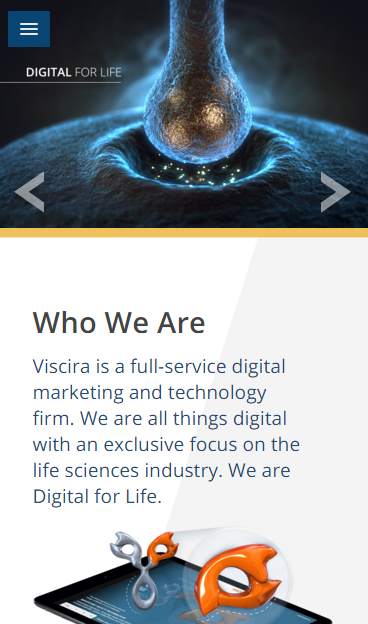 DIGITAL FOR LIFE
Who We Are
Viscira is a full-service digital
marketing and technology
firm. We are all things digital
with an exclusive focus on the
life sciences industry. We are
Digital for Life.